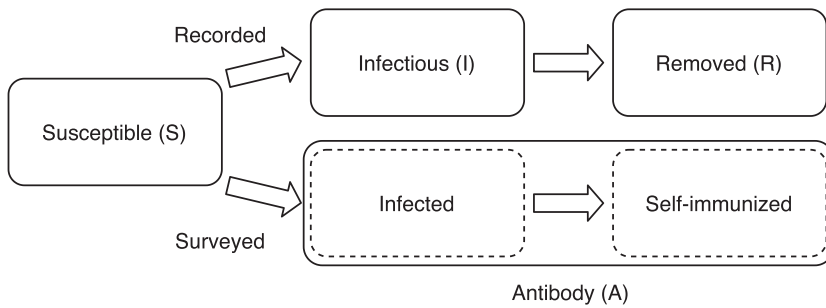 Recorded
Infectious (I)
Removed (R)
Susceptible (S)
Infected
Self-immunized
Surveyed
Antibody (A)